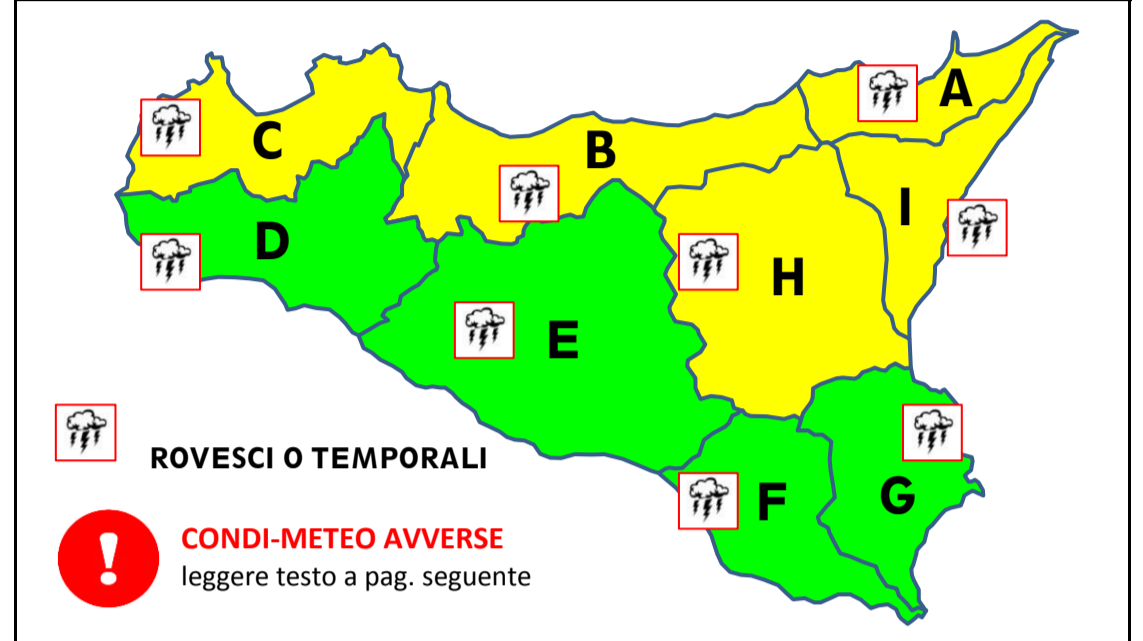 A
C
B
I
D
H
E
ROVESCI O TEMPORALI
F
G
CONDI-METEO AVVERSE
leggere testo a pag. seguente